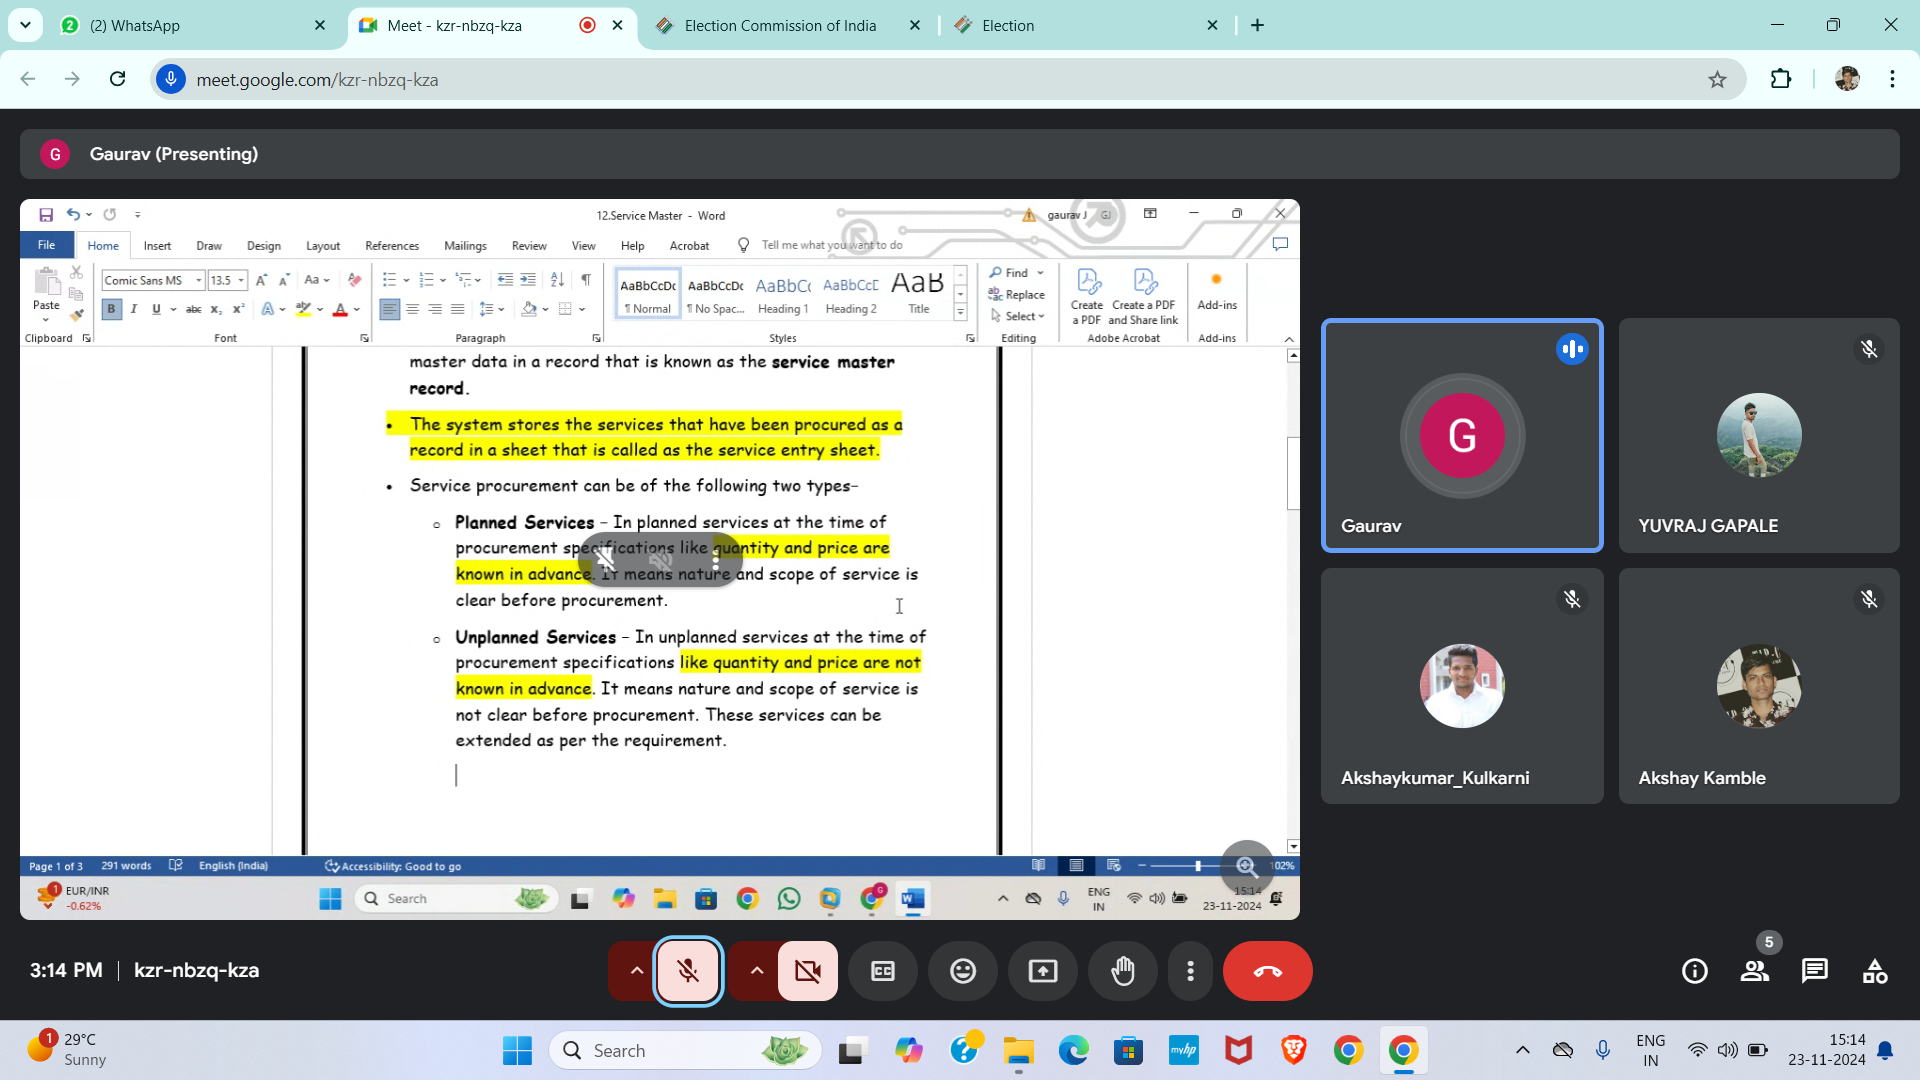 (2) WhatsApp
Meet - kzr-nbzq-kza
Election Commission of India
Election
meet.google.com/kzr-nbzq-kza
G
Gaurav (Presenting)
12.Service Master - Word
gaurav J
GJ
File
Home
Insert
Draw
Design
Layout
References
Mailings
Review
View
Help
Acrobat
Tell me what you want to do
Paste
Comic Sans MS
13.5
Aa
B I U abc x₂ x²
AaBbCcDc
¶ Normal
AaBbCcDc
¶ No Spac...
AaBbCc
Heading 1
AaBbCcD
Heading 2
AaB
Title
Find
Replace
Select
Create
a PDF
Create a PDF
and Share link
Add-ins
Clipboard
Font
Paragraph
Styles
Editing
Adobe Acrobat
Add-ins
master data in a record that is known as the service master
record.
• The system stores the services that have been procured as a
record in a sheet that is called as the service entry sheet.
• Service procurement can be of the following two types-
o Planned Services - In planned services at the time of
procurement specifications like quantity and price are
known in advance. It means nature and scope of service is
clear before procurement.
o Unplanned Services - In unplanned services at the time of
procurement specifications like quantity and price are not
known in advance. It means nature and scope of service is
not clear before procurement. These services can be
extended as per the requirement.
Page 1 of 3
291 words
English (India)
Accessibility: Good to go
102%
1
EUR/INR
-0.62%
Search
G
ENG
IN
15:14
23-11-2024
G
Gaurav
YUVRAJ GAPALE
Akshaykumar_Kulkarni
Akshay Kamble
3:14 PM
kzr-nbzq-kza
CC
5
1
29°C
Sunny
Search
myhp
ENG
IN
15:14
23-11-2024